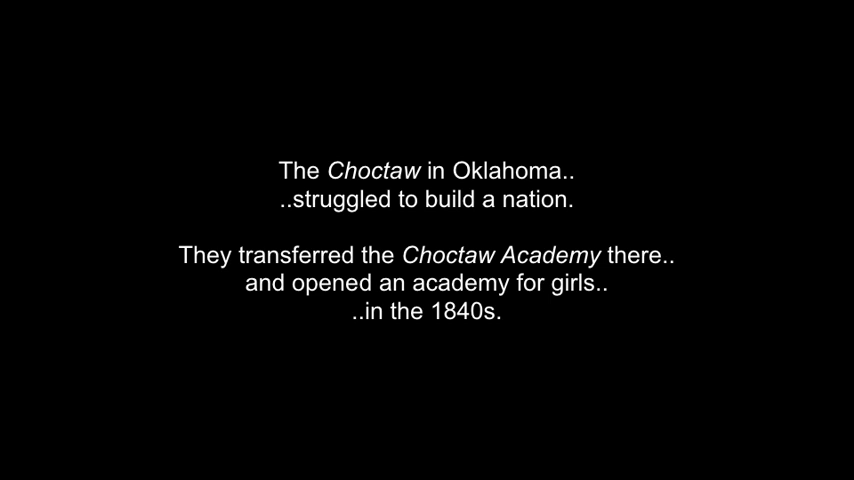 The Choctaw in Oklahoma..
..struggled to build a nation.
They transferred the Choctaw Academy there..
and opened an academy for girls..
..in the 1840s.